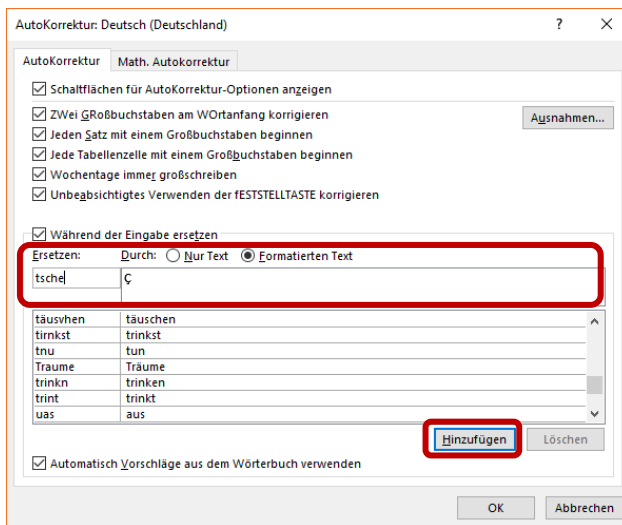 AutoKorrektur: Deutsch (Deutschland) ? ×
AutoKorrektur Math. Autokorrektur
Schaltflächen für AutoKorrektur-Optionen anzeigen
ZWei GRoßbuchstaben am WOrtanfang korrigieren
Ausnahmen...
Jeden Satz mit einem Großbuchstaben beginnen
Jede Tabellenzelle mit einem Großbuchstaben beginnen
Wochentage immer großschreiben
Unbeabsichtigtes Verwenden der fESTSTELLTASTE korrigieren
Während der Eingabe ersetzen
Ersetzen: Durch: Nur Text Formatierten Text
tsche Ç
täusvhen täuschen
tirnkst trinkst
tnu tun
Traume Träume
trinkn trinken
trint trinkt
uas aus
Hinzufügen Löschen
Automatisch Vorschläge aus dem Wörterbuch verwenden
OK Abbrechen